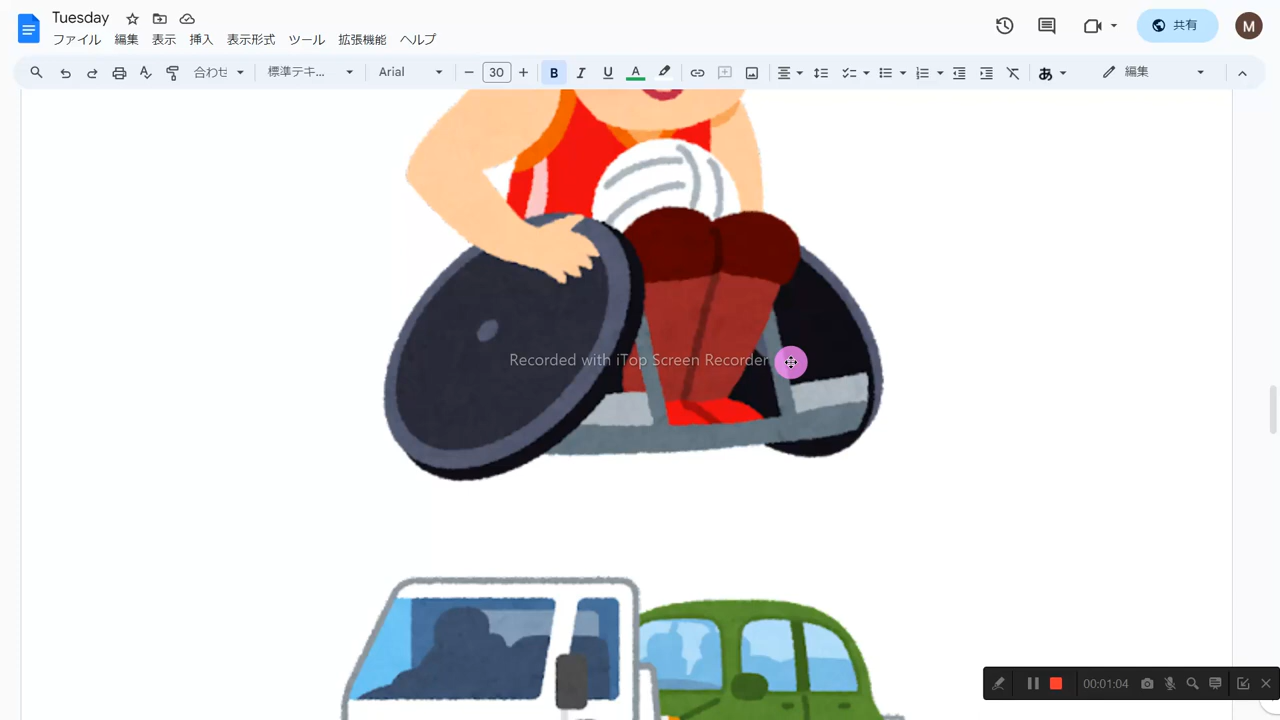 Tuesday
共有
M
ファイル 編集 表示 挿入 表示形式 ツール 拡張機能 ヘルプ
合わせ 標準テキ... Arial 30 B I U A あ 編集
Recorded with iTop Screen Recorder
00:01:04